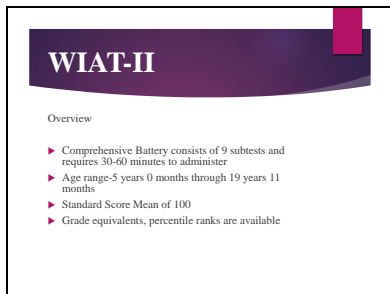 WIAT-II
Overview
Comprehensive Battery consists of 9 subtests and
requires 30-60 minutes to administer
Age range-5 years 0 months through 19 years 11
months
Standard Score Mean of 100
Grade equivalents, percentile ranks are available